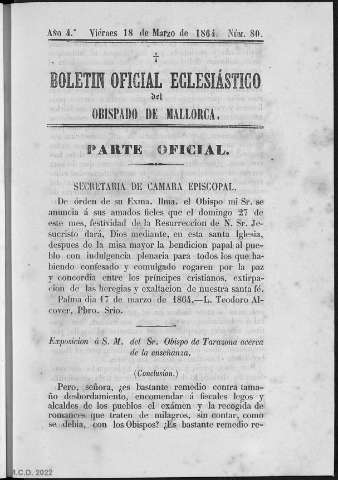 Año 4.° Viérnes 18 de Marzo de 1864. Núm. 80.
BOLETIN OFICIAL ECLESIÁSTICO
del
OBISPADO DE MALLORCA.
PARTE OFICIAL.
SECRETARIA DE CAMARA EPISCOPAL.
De órden de su Exma. Ilma. el Obispo mi Sr. se
anuncia á sus amados fieles que el domingo 27 de
este mes, festividad de la Resurreccion de N. Sr. Je-
sucristo dará, Dios mediante, en esta santa Iglesia,
despues de la misa mayor la bendicion papal al pue-
blo con indulgencia plenaria para todos los que ha-
biendo confesado y comulgado rogaren por la paz
y concordia entre los príncipes cristianos, extirpa-
cion de las heregias y exaltacion de nuestra santa fé.
Palma dia 17 de marzo de 1864.—L. Teodoro Al-
cover, Pbro. Srio.
Exposicion á S. M. del Sr. Obispo de Tarazona acerca
de la enseñanza.
(Conclusion.)
Pero, señora, ¿es bastante remedio contra tama-
ño desbordamiento, encomendar á fiscales legos y
alcaldes de los pueblos el exámen y la recogida de
romances que traten de milagros, sin contar, como
se debia, con los Obispos? ¿Es bastante remedio re-
M.C.D. 2022